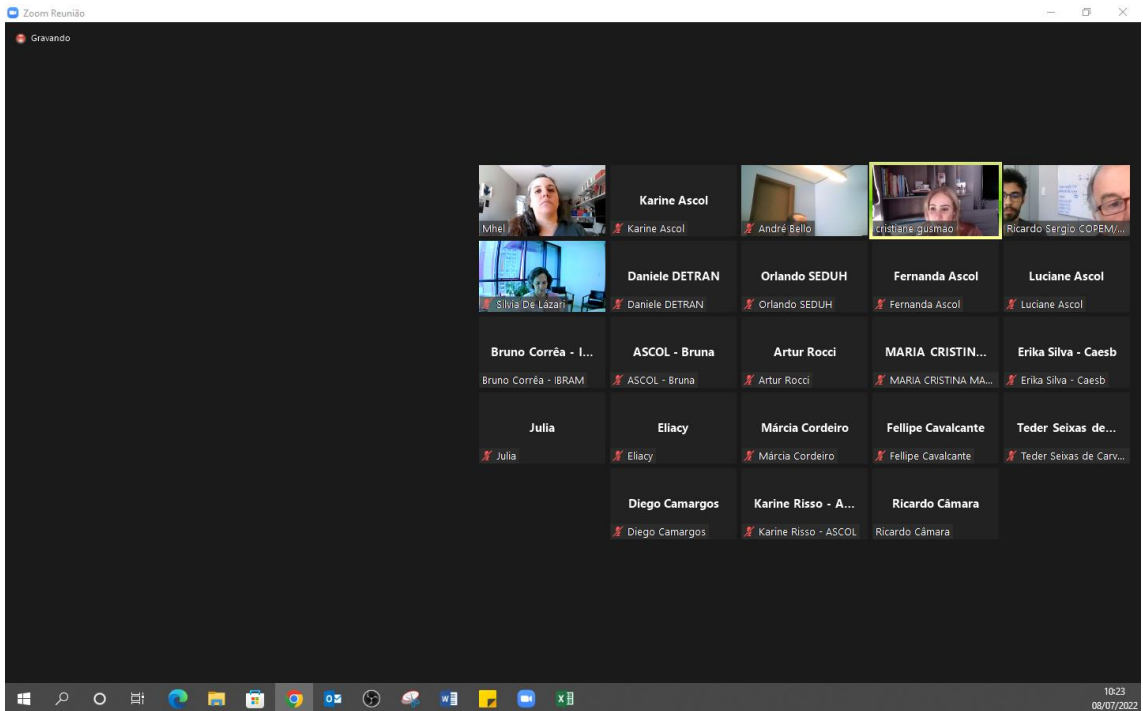 Zoom Reunião
Gravando
Mhel
Karine Ascol
Karine Ascol
André Bello
cristiane gusmao
Ricardo Sergio COPEM/...
Silvia De Lázari
Daniele DETRAN
Daniele DETRAN
Orlando SEDUH
Orlando SEDUH
Fernanda Ascol
Fernanda Ascol
Luciane Ascol
Luciane Ascol
Bruno Corrêa - I...
Bruno Corrêa - IBRAM
ASCOL - Bruna
ASCOL - Bruna
Artur Rocci
Artur Rocci
MARIA CRISTIN...
MARIA CRISTINA MA...
Erika Silva - Caesb
Erika Silva - Caesb
Julia
Julia
Eliacy
Eliacy
Márcia Cordeiro
Márcia Cordeiro
Fellipe Cavalcante
Fellipe Cavalcante
Teder Seixas de...
Teder Seixas de Carv...
Diego Camargos
Diego Camargos
Karine Risso - A...
Karine Risso - ASCOL
Ricardo Câmara
Ricardo Câmara
10:23
08/07/2022